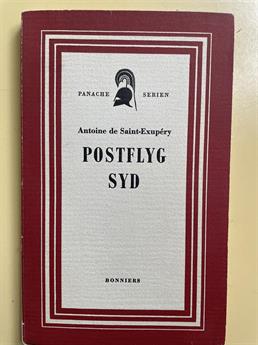 PANACHE SERIEN
Antoine de Saint-Exupéry
POSTFLYG
SYD
BONNIERS